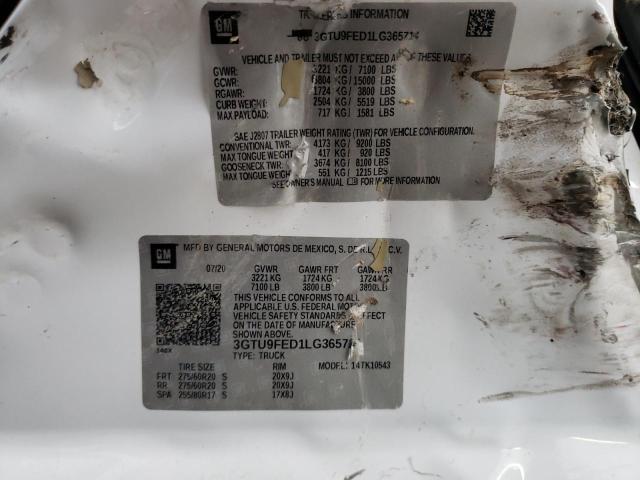 GM
TRAILERING INFORMATION
VEHICLE AND TRAILER MUST NOT EXCEED ANY OF THESE VALUES
GVWR: 3221 KG/ 7100 LBS
GCWR: 6804 KG/ 15000 LBS
RGAWR: 1724 KG/ 3800 LBS
CURB WEIGHT: 2504 KG/ 5519 LBS
MAX PAYLOAD: 717 KG/ 1581 LBS
SAE J2807 TRAILER WEIGHT RATING (TWR) FOR VEHICLE CONFIGURATION.
CONVENTIONAL TWR: 4173 KG/ 9200 LBS
MAX TONGUE WEIGHT: 417 KG/ 920 LBS
GOOSENECK TWR: 3674 KG/ 8100 LBS
MAX TONGUE WEIGHT: 551 KG/ 1215 LBS
SEE OWNER'S MANUAL FOR MORE INFORMATION
GM
MFD BY GENERAL MOTORS DE MEXICO, S. DE R.L. C.V.
07/20 GVWR GAWR FRT GAWR RR
3221 KG 1724 KG 1724 KG
7100 LB 3800 LB 3800 LB
THIS VEHICLE CONFORMS TO ALL
APPLICABLE U.S. FEDERAL MOTOR
VEHICLE SAFETY STANDARDS IN EFFECT
ON THE DATE OF MANUFACTURE
SHOWN ABOVE.
3GTU9FED1LG36571
TYPE: TRUCK
MODEL: 14TK10543
TIRE SIZE RIM
FRT 275/60R20 S 20X9J
RR 275/60R20 S 20X9J
SPA 255/80R17 S 17X8J